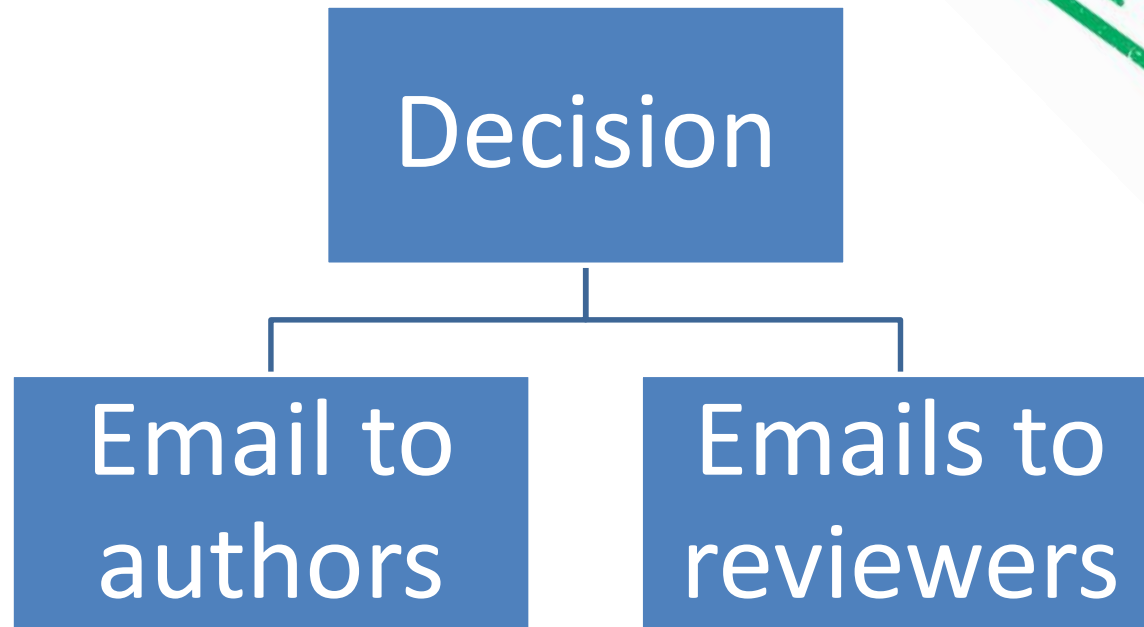 Decision
Email to
authors
Emails to
reviewers